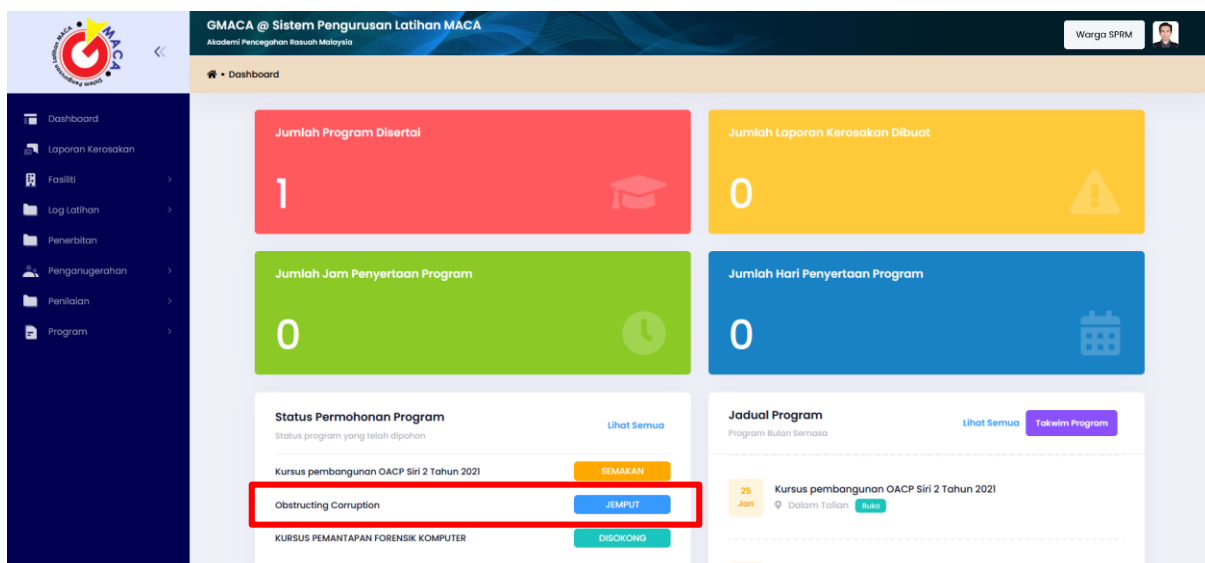 GMACA @ Sistem Pengurusan Latihan MACA
Akademi Pencegahan Rasuah Malaysia
Warga SPRM
Sistem Pengurusan Latihan MACA
• Dashboard
Dashboard
Laporan Kerosakan
Fasiliti
Log Latihan
Penerbitan
Penganugerahan
Penilaian
Program
Jumlah Program Disertai
1
Jumlah Laporan Kerosakan Dibuat
0
Jumlah Jam Penyertaan Program
0
Jumlah Hari Penyertaan Program
0
Status Permohonan Program
Status program yang telah dipohon
Lihat Semua
Kursus pembangunan OACP Siri 2 Tahun 2021 SEMAKAN
Obstructing Corruption JEMPUT
KURSUS PEMANTAPAN FORENSIK KOMPUTER DISOKONG
Jadual Program
Program Bulan Semasa
Lihat Semua
Takwim Program
25
Jan
Kursus pembangunan OACP Siri 2 Tahun 2021
Dalam Talian Buka